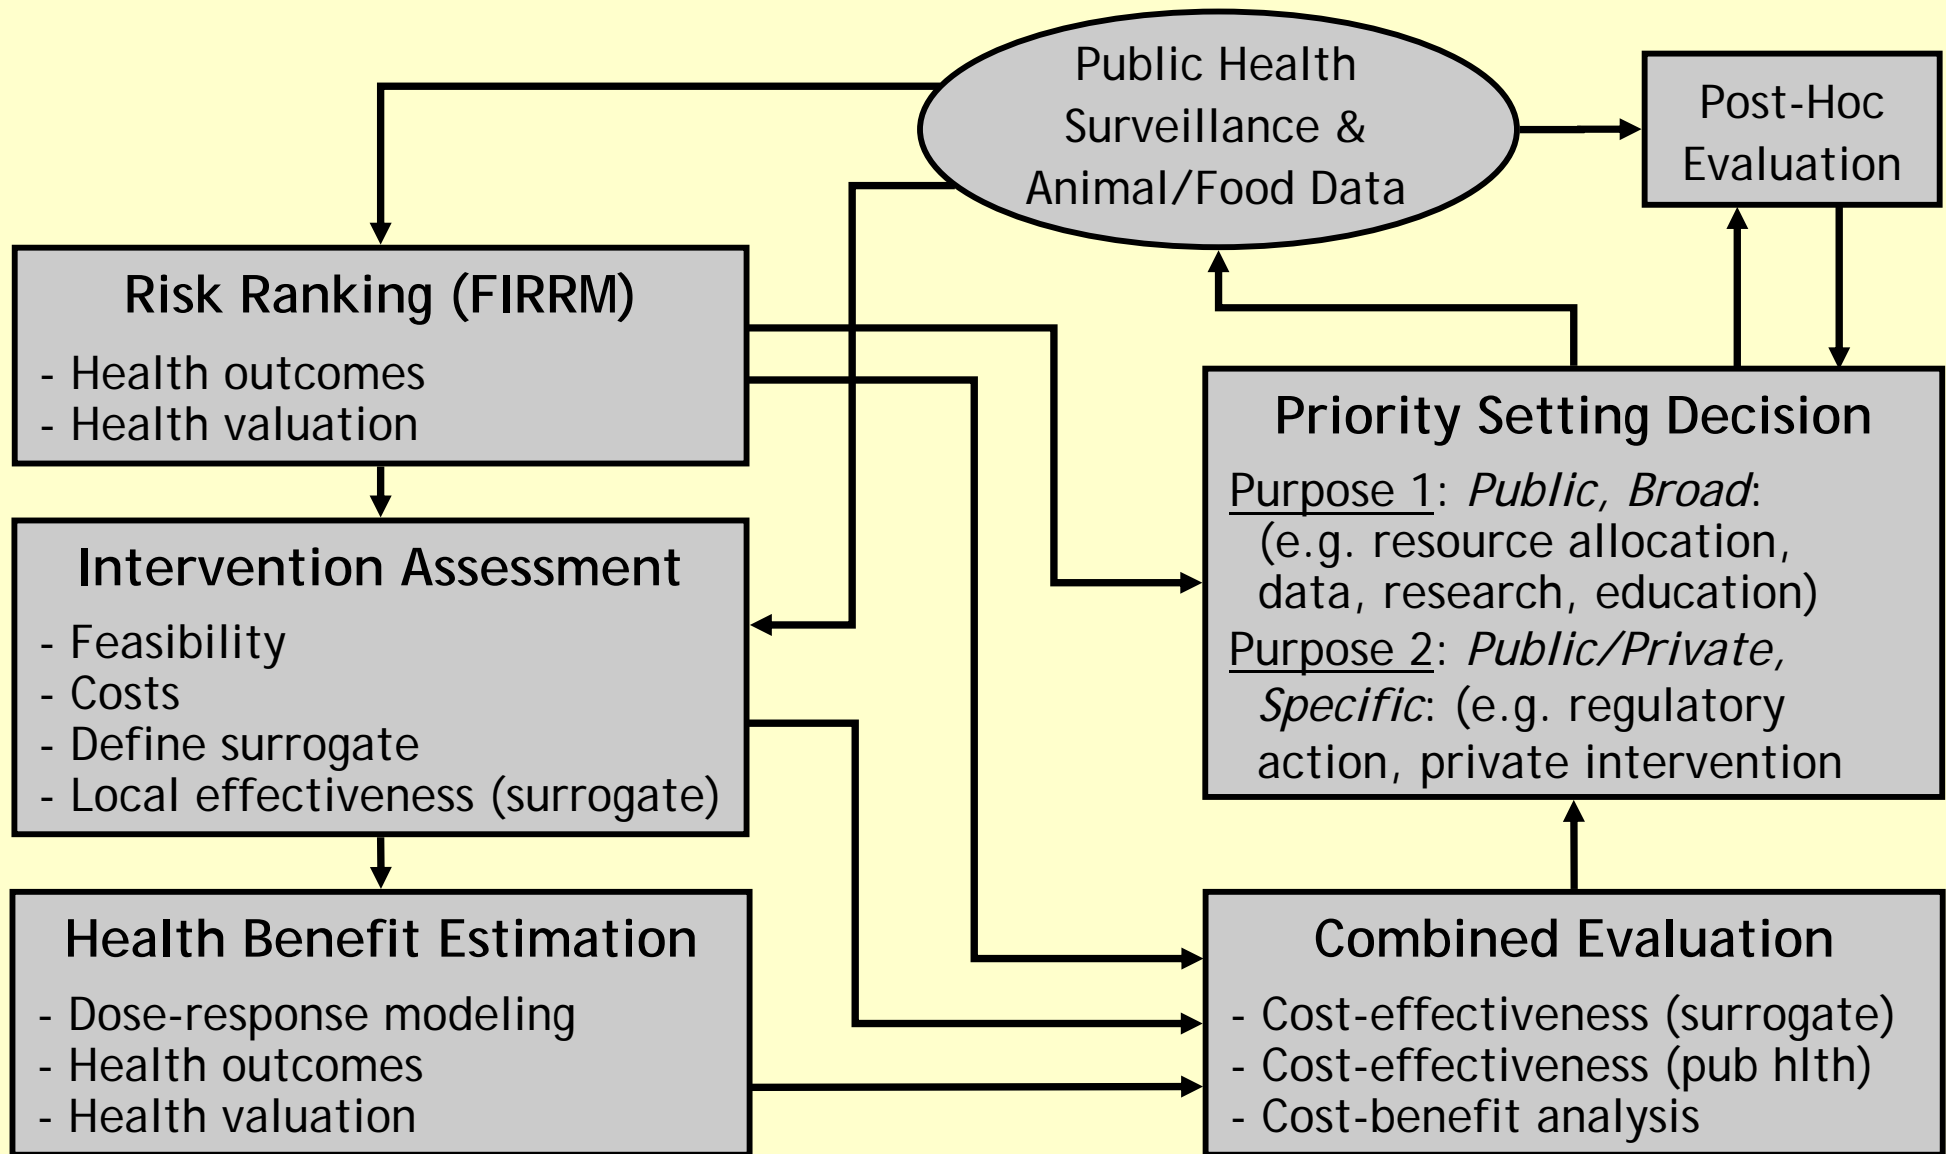 Public Health
Surveillance &
Animal/Food Data
Post-Hoc
Evaluation
Risk Ranking (FIRRM)
- Health outcomes
- Health valuation
Intervention Assessment
- Feasibility
- Costs
- Define surrogate
- Local effectiveness (surrogate)
Health Benefit Estimation
- Dose-response modeling
- Health outcomes
- Health valuation
Priority Setting Decision
Purpose 1: Public, Broad:
(e.g. resource allocation,
data, research, education)
Purpose 2: Public/Private,
Specific: (e.g. regulatory
action, private intervention
Combined Evaluation
- Cost-effectiveness (surrogate)
- Cost-effectiveness (pub hlth)
- Cost-benefit analysis